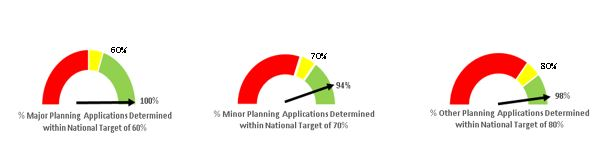 60%
100%
% Major Planning Applications Determined
within National Target of 60%
70%
94%
% Minor Planning Applications Determined
within National Target of 70%
80%
98%
% Other Planning Applications Determined
within National Target of 80%